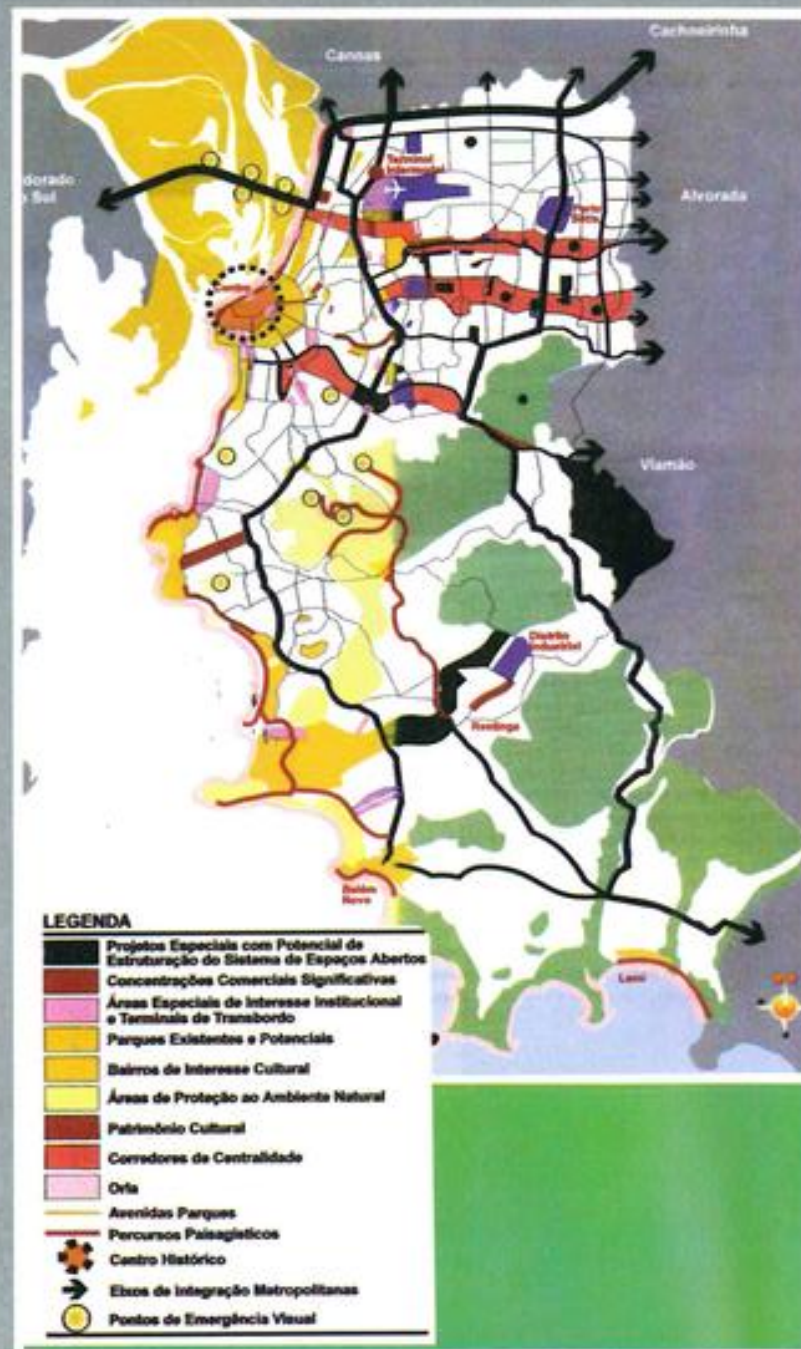 Cachoeirinha
Canoas
dorado
o Sul
Terminal
Alvorada
Porto
Viamão
Distrito
Industrial
Restinga
Belém
Novo
Lami
LEGENDA
Projetos Especiais com Potencial de
Estruturação do Sistema de Espaços Abertos
Concentrações Comerciais Significativas
Áreas Especiais de Interesse Institucional
e Terminais de Transbordo
Parques Existentes e Potenciais
Bairros de Interesse Cultural
Áreas de Proteção ao Ambiente Natural
Patrimônio Cultural
Corredores de Centralidade
Orla
Avenidas Parques
Percursos Paisagísticos
Centro Histórico
Eixos de Integração Metropolitanas
Pontos de Emergência Visual